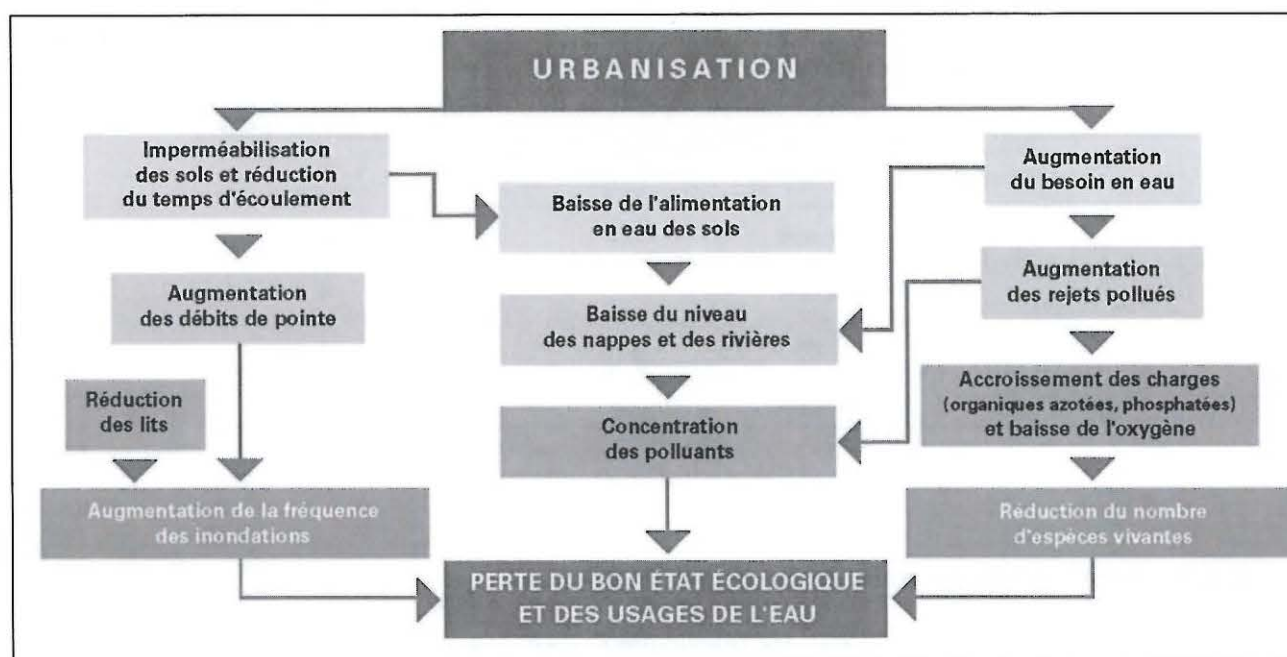 URBANISATION
Imperméabilisation
des sols et réduction
du temps d'écoulement
Augmentation
du besoin en eau
Baisse de l'alimentation
en eau des sols
Augmentation
des débits de pointe
Augmentation
des rejets pollués
Baisse du niveau
des nappes et des rivières
Réduction
des lits
Accroissement des charges
(organiques azotées, phosphatées)
et baisse de l'oxygène
Concentration
des polluants
Augmentation de la fréquence
des inondations
Réduction du nombre
d'espèces vivantes
PERTE DU BON ÉTAT ÉCOLOGIQUE
ET DES USAGES DE L'EAU